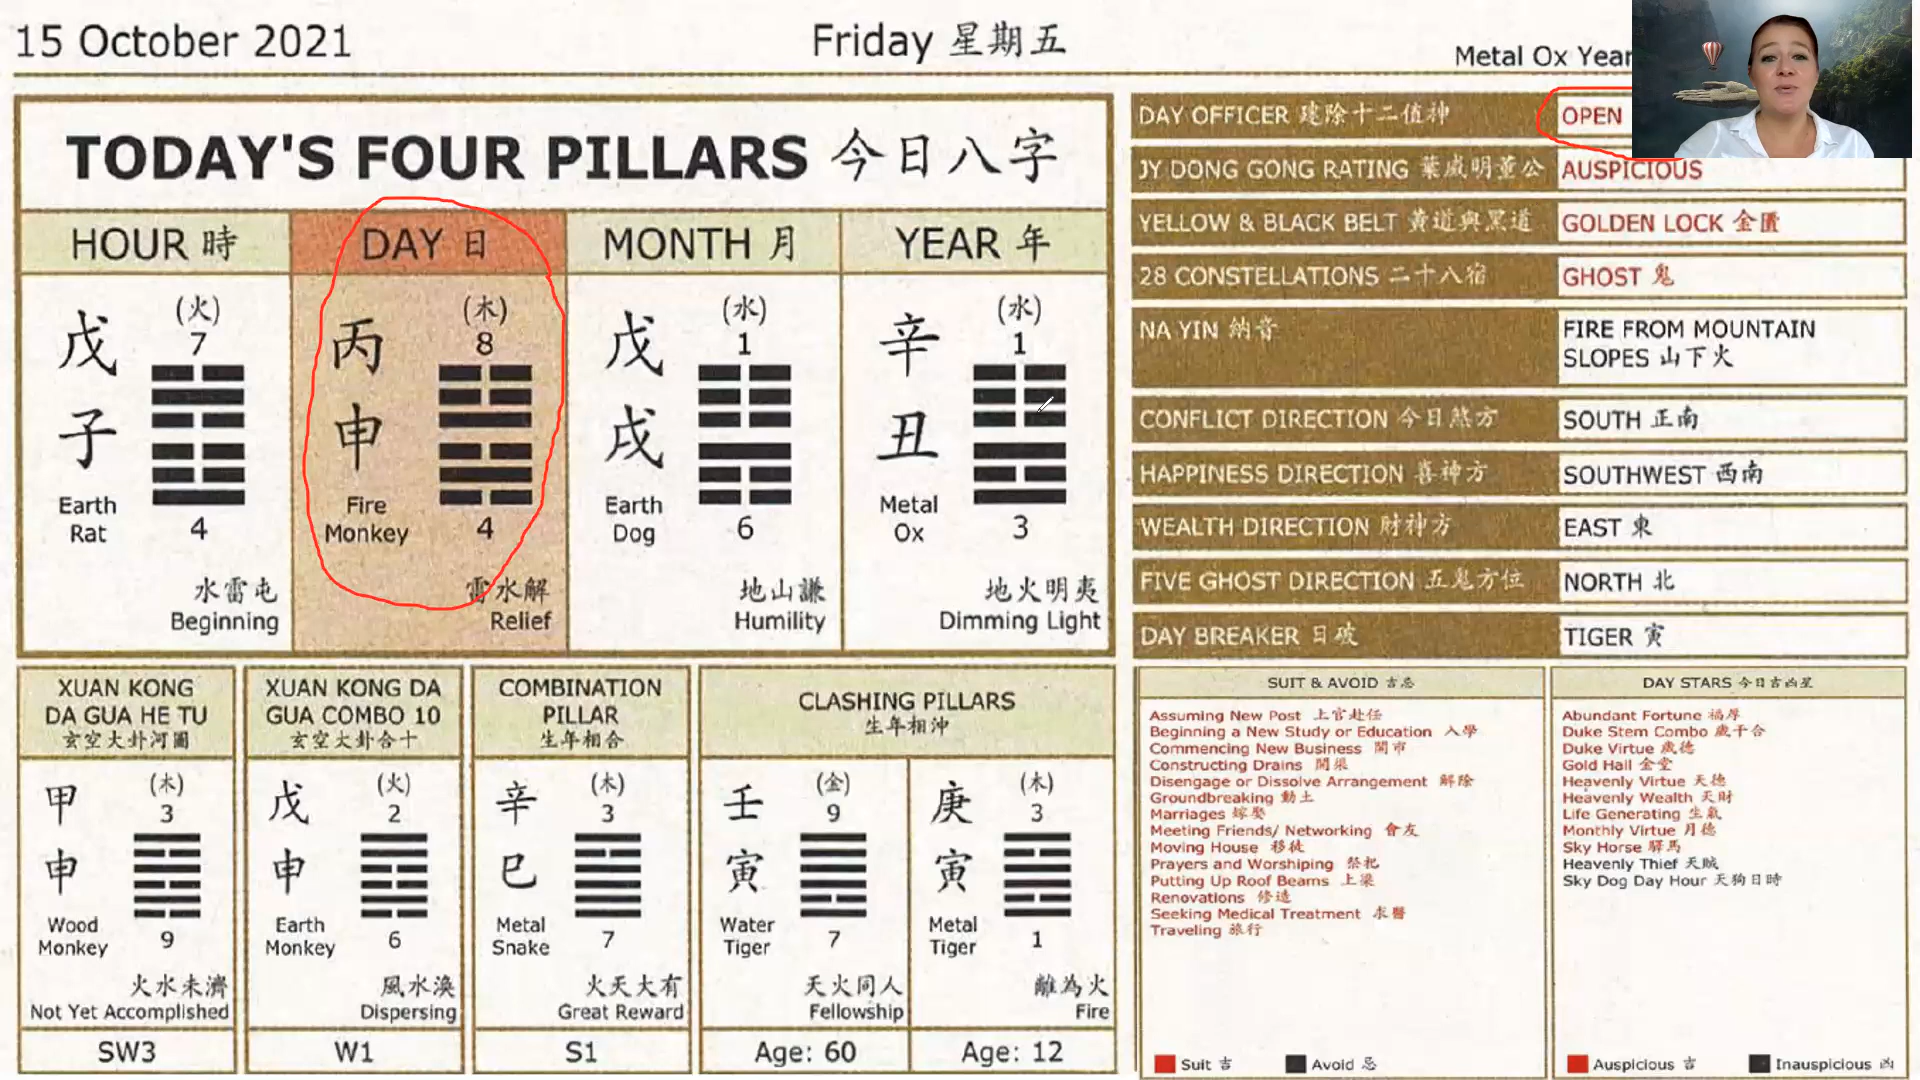 15 October 2021
Friday 星期五
Metal Ox Year
TODAY'S FOUR PILLARS 今日八字
HOUR 時
DAY 日
MONTH 月
YEAR 年
戊
子
Earth
Rat
(火)
7
4
水雷屯
Beginning
丙
申
Fire
Monkey
(木)
8
4
雷水解
Relief
戊
戌
Earth
Dog
(水)
1
6
地山謙
Humility
辛
丑
Metal
Ox
(水)
1
3
地火明夷
Dimming Light
DAY OFFICER 建除十二值神
OPEN
JY DONG GONG RATING 葉威明董公
AUSPICIOUS
YELLOW & BLACK BELT 黃道與黑道
GOLDEN LOCK 金匱
28 CONSTELLATIONS 二十八宿
GHOST 鬼
NA YIN 納音
FIRE FROM MOUNTAIN
SLOPES 山下火
CONFLICT DIRECTION 今日煞方
SOUTH 正南
HAPPINESS DIRECTION 喜神方
SOUTHWEST 西南
WEALTH DIRECTION 財神方
EAST 東
FIVE GHOST DIRECTION 五鬼方位
NORTH 北
DAY BREAKER 日破
TIGER 寅
XUAN KONG
DA GUA HE TU
玄空大卦河圖
甲
申
Wood
Monkey
(木)
3
9
火水未濟
Not Yet Accomplished
SW3
XUAN KONG DA
GUA COMBO 10
玄空大卦合十
戊
申
Earth
Monkey
(火)
2
6
風水渙
Dispersing
W1
COMBINATION
PILLAR
生年相合
辛
巳
Metal
Snake
(木)
3
7
火天大有
Great Reward
S1
CLASHING PILLARS
生年相沖
壬
寅
Water
Tiger
(金)
9
7
天火同人
Fellowship
Age: 60
庚
寅
Metal
Tiger
(木)
3
1
離為火
Fire
Age: 12
SUIT & AVOID 吉忌
Assuming New Post 上官赴任
Beginning a New Study or Education 入學
Commencing New Business 開市
Constructing Drains 開渠
Disengage or Dissolve Arrangement 解除
Groundbreaking 動土
Marriages 嫁娶
Meeting Friends/ Networking 會友
Moving House 移徙
Prayers and Worshiping 祭祀
Putting Up Roof Beams 上梁
Renovations 修造
Seeking Medical Treatment 求醫
Traveling 旅行
Suit 吉
Avoid 忌
DAY STARS 今日吉凶星
Abundant Fortune 福厚
Duke Stem Combo 歲干合
Duke Virtue 歲德
Gold Hall 金堂
Heavenly Virtue 天德
Heavenly Wealth 天財
Life Generating 生氣
Monthly Virtue 月德
Sky Horse 驛馬
Heavenly Thief 天賊
Sky Dog Day Hour 天狗日時
Auspicious 吉
Inauspicious 凶